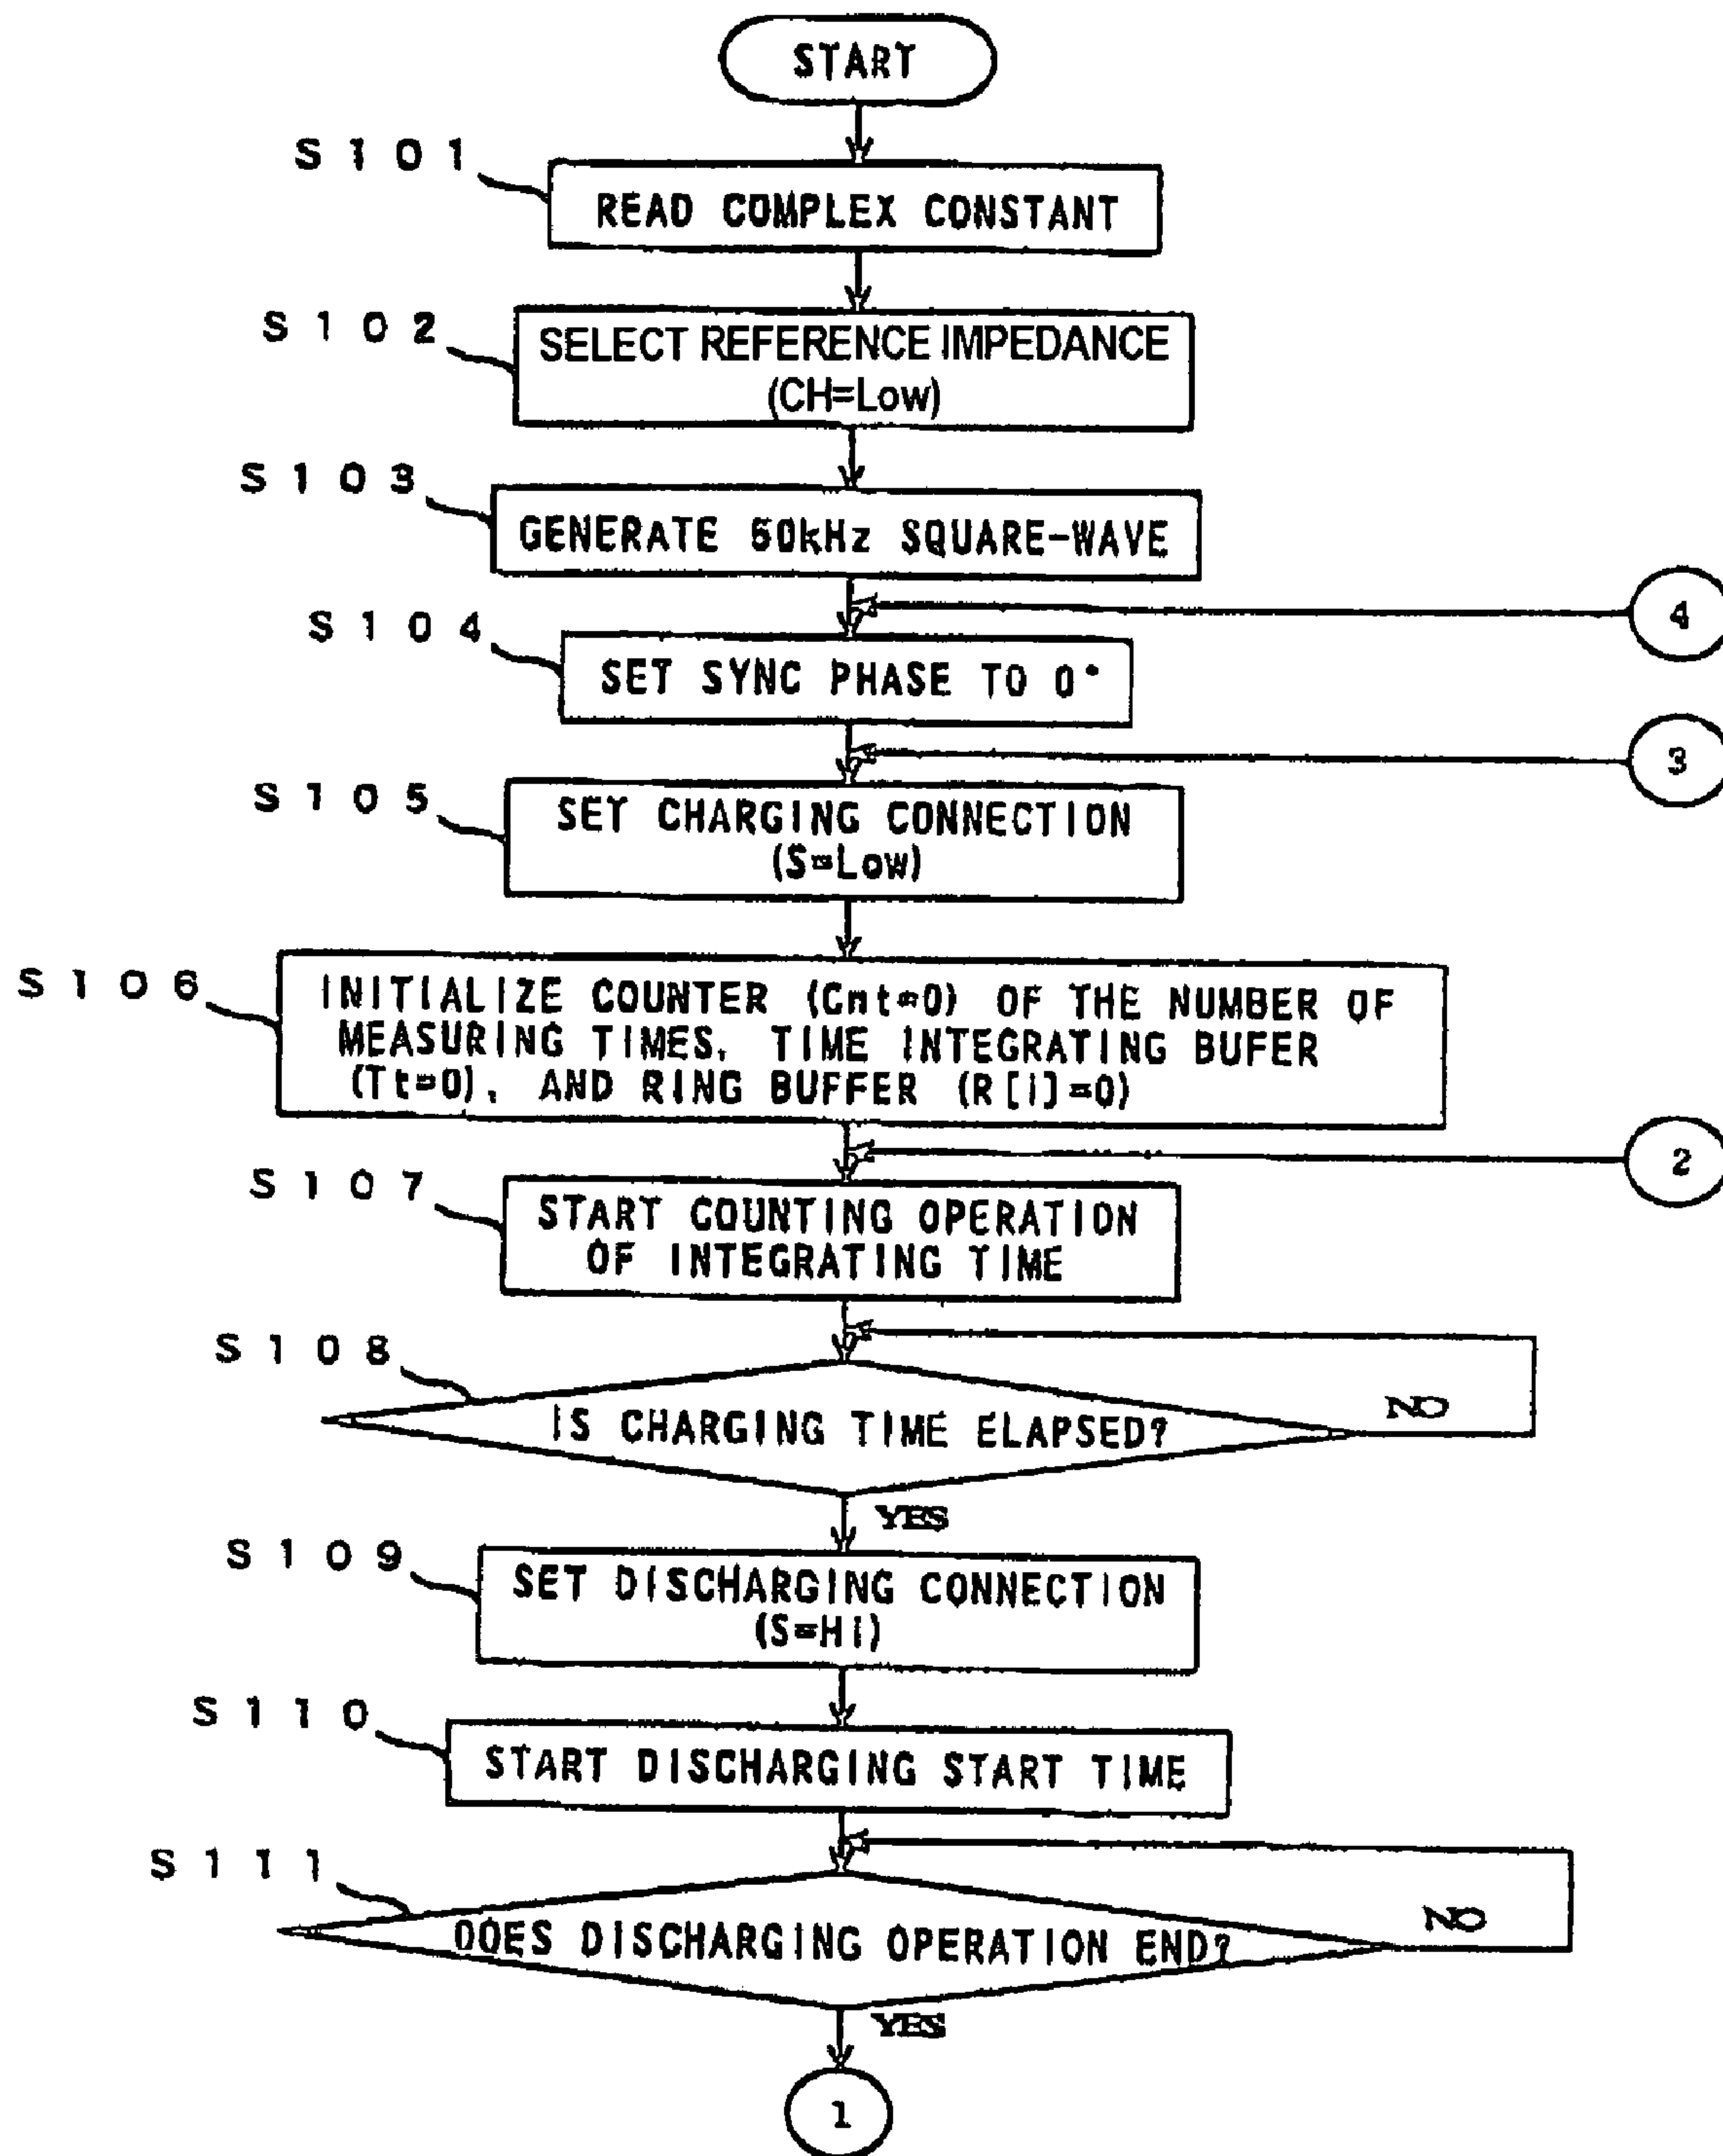 START
S101
READ COMPLEX CONSTANT
S102
SELECT REFERENCE IMPEDANCE
(CH=Low)
S103
GENERATE 50kHz SQUARE-WAVE
4
S104
SET SYNC PHASE TO 0°
3
S105
SET CHARGING CONNECTION
(S=Low)
S106
INITIALIZE COUNTER (Cnt=0) OF THE NUMBER OF
MEASURING TIMES, TIME INTEGRATING BUFER
(Tt=0), AND RING BUFFER (R[i]=0)
2
S107
START COUNTING OPERATION
OF INTEGRATING TIME
S108
IS CHARGING TIME ELAPSED?
NO
YES
S109
SET DISCHARGING CONNECTION
(S=Hi)
S110
START DISCHARGING START TIME
S111
DOES DISCHARGING OPERATION END?
NO
YES
1